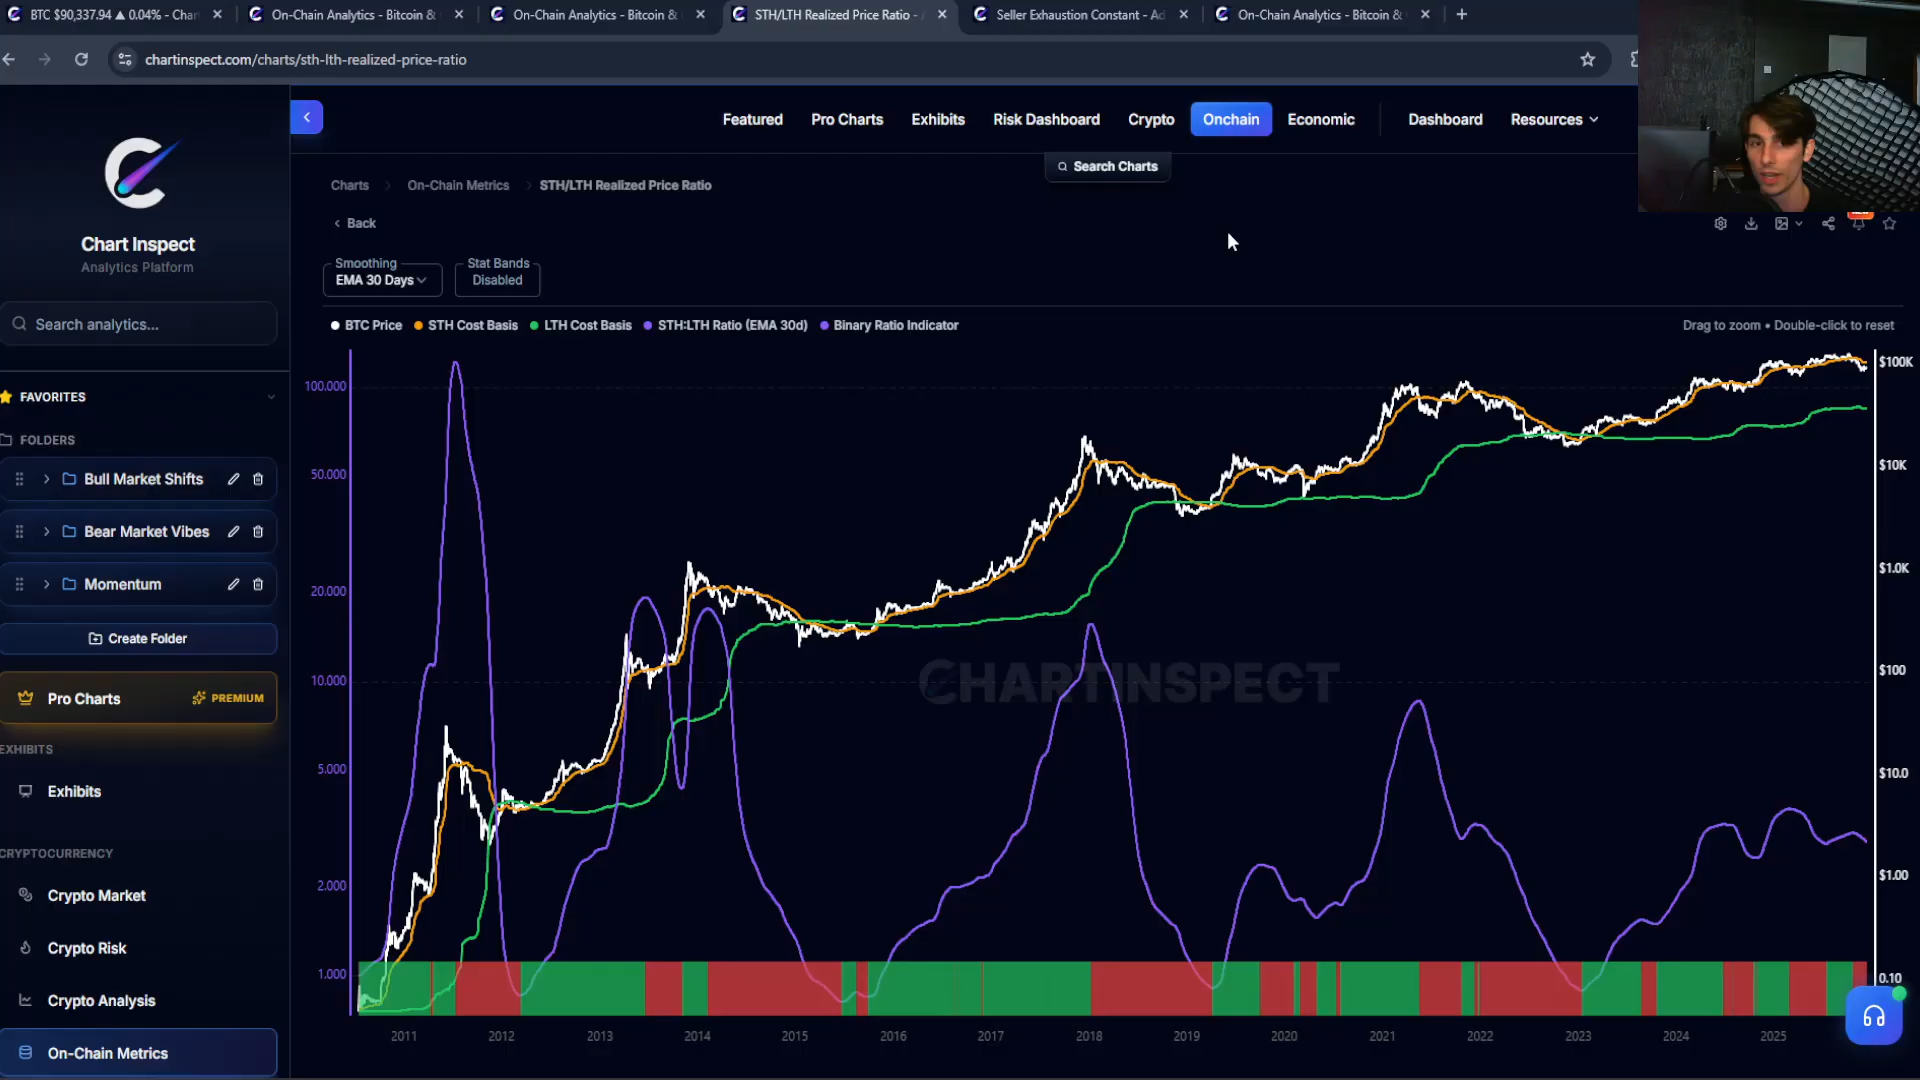 BTC $90,337.94 ▲ 0.04% - Char
On-Chain Analytics - Bitcoin &
On-Chain Analytics - Bitcoin &
STH/LTH Realized Price Ratio -
Seller Exhaustion Constant - Ad
On-Chain Analytics - Bitcoin &
chartinspect.com/charts/sth-lth-realized-price-ratio
Featured
Pro Charts
Exhibits
Risk Dashboard
Crypto
Onchain
Economic
Dashboard
Resources
Search Charts
Charts
On-Chain Metrics
STH/LTH Realized Price Ratio
Back
NEW
Smoothing
EMA 30 Days
Stat Bands
Disabled
BTC Price
STH Cost Basis
LTH Cost Basis
STH:LTH Ratio (EMA 30d)
Binary Ratio Indicator
Drag to zoom • Double-click to reset
Chart Inspect
Analytics Platform
Search analytics...
FAVORITES
FOLDERS
Bull Market Shifts
Bear Market Vibes
Momentum
Create Folder
Pro Charts
PREMIUM
EXHIBITS
Exhibits
CRYPTOCURRENCY
Crypto Market
Crypto Risk
Crypto Analysis
On-Chain Metrics
100.000
50.000
20.000
10.000
5.000
2.000
1.000
CHARTINSPECT
$100K
$10K
$1.0K
$100
$10.0
$1.00
0.10
2011
2012
2013
2014
2015
2016
2017
2018
2019
2020
2021
2022
2023
2024
2025